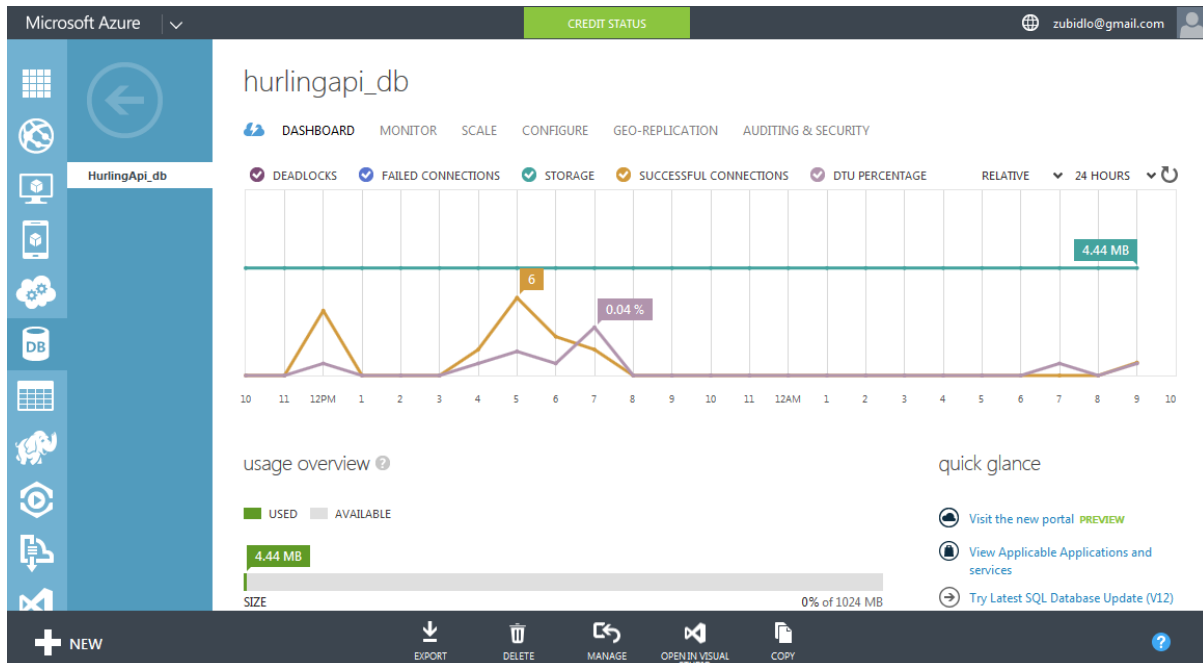 Microsoft Azure
CREDIT STATUS
zubidlo@gmail.com
HurlingApi_db
hurlingapi_db
DASHBOARD MONITOR SCALE CONFIGURE GEO-REPLICATION AUDITING & SECURITY
DEADLOCKS FAILED CONNECTIONS STORAGE SUCCESSFUL CONNECTIONS DTU PERCENTAGE RELATIVE 24 HOURS
4.44 MB
6
0.04 %
10 11 12PM 1 2 3 4 5 6 7 8 9 10 11 12AM 1 2 3 4 5 6 7 8 9 10
usage overview ?
USED AVAILABLE
4.44 MB
SIZE 0% of 1024 MB
quick glance
Visit the new portal PREVIEW
View Applicable Applications and
services
Try Latest SQL Database Update (V12)
DB
NEW
EXPORT DELETE MANAGE OPEN IN VISUAL COPY
?